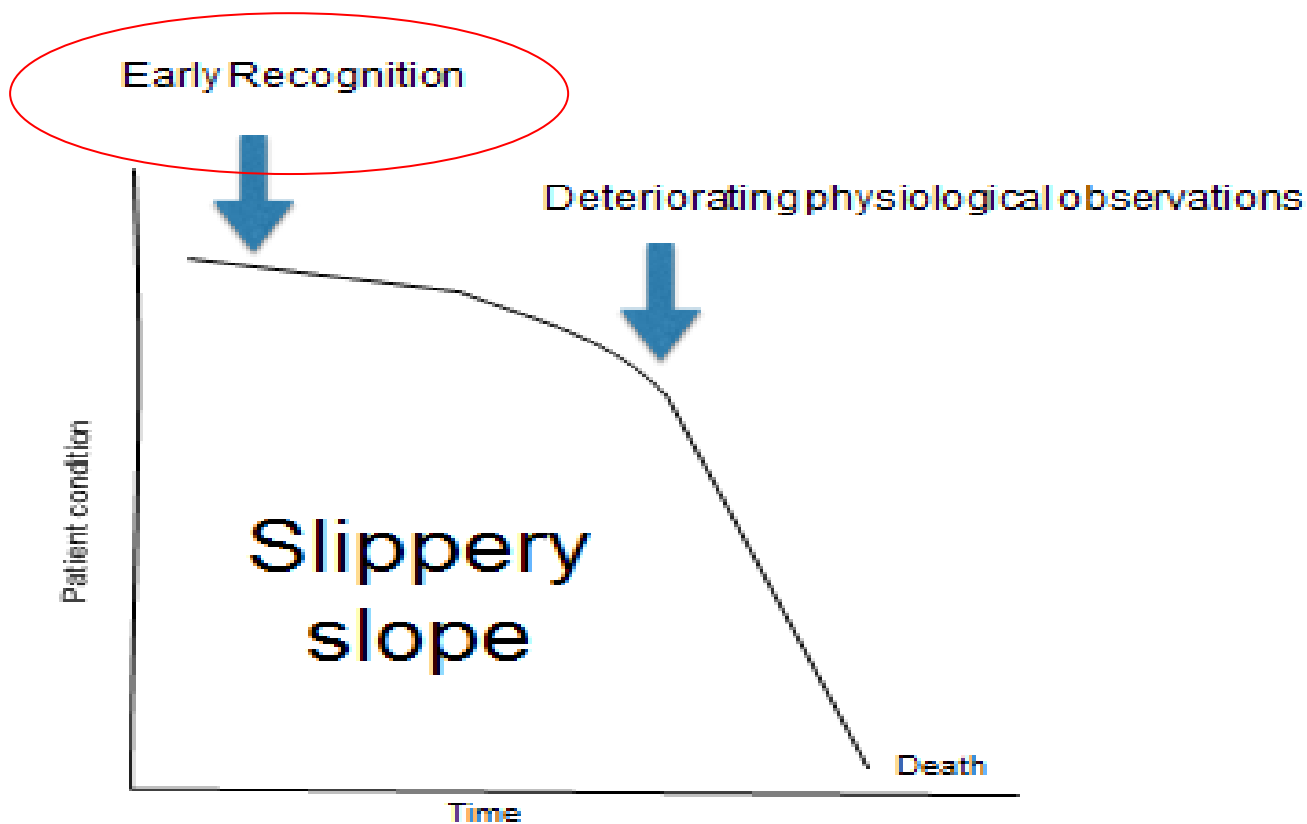 Early Recognition
Deteriorating physiological observations
Patient condition
Slippery
slope
Death
Time